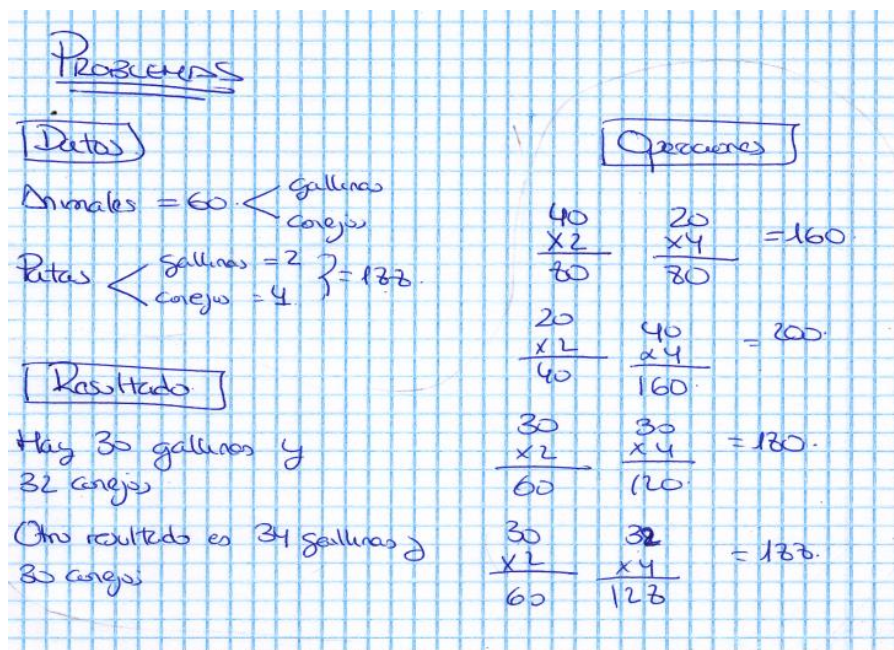 PROBLEMAS
Datos
Animales = 60. gallinas
conejos
Patas gallinas = 2
conejos = 4 } = 188.
Resultado
Hay 30 gallinas y
32 conejos
Otro resultado es 34 gallinas y
30 conejos
Operaciones
40 20
x2 x4 = 160.
80 80
20 40
x2 x4 = 200.
40 160.
30 30
x2 x4 = 180.
60 120.
30 32
x2 x4 = 188.
60 128